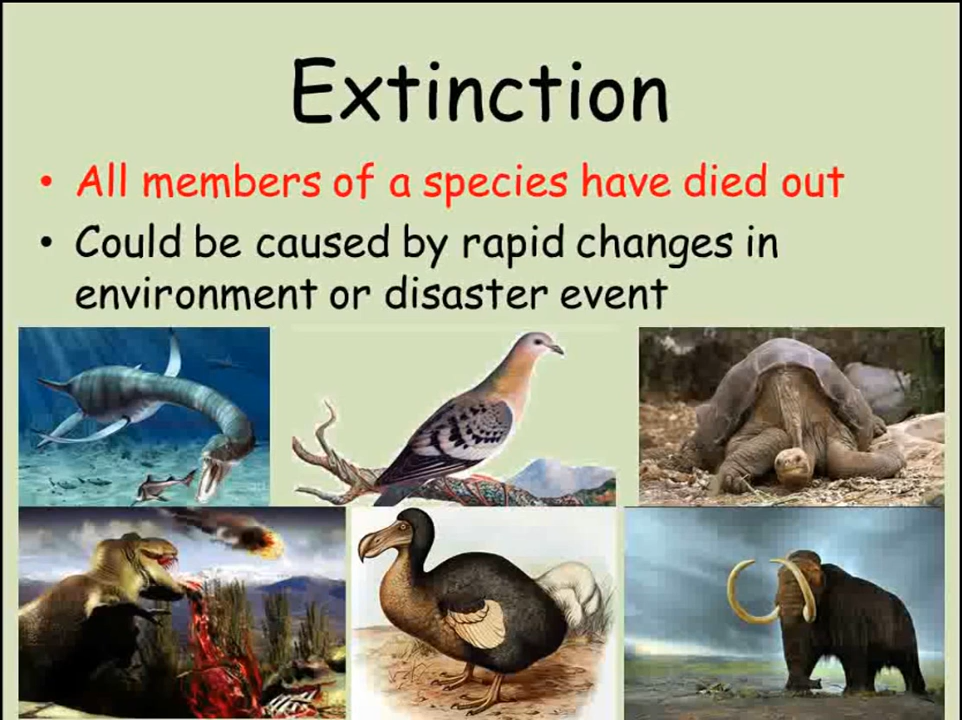 Extinction
• All members of a species have died out
• Could be caused by rapid changes in
environment or disaster event